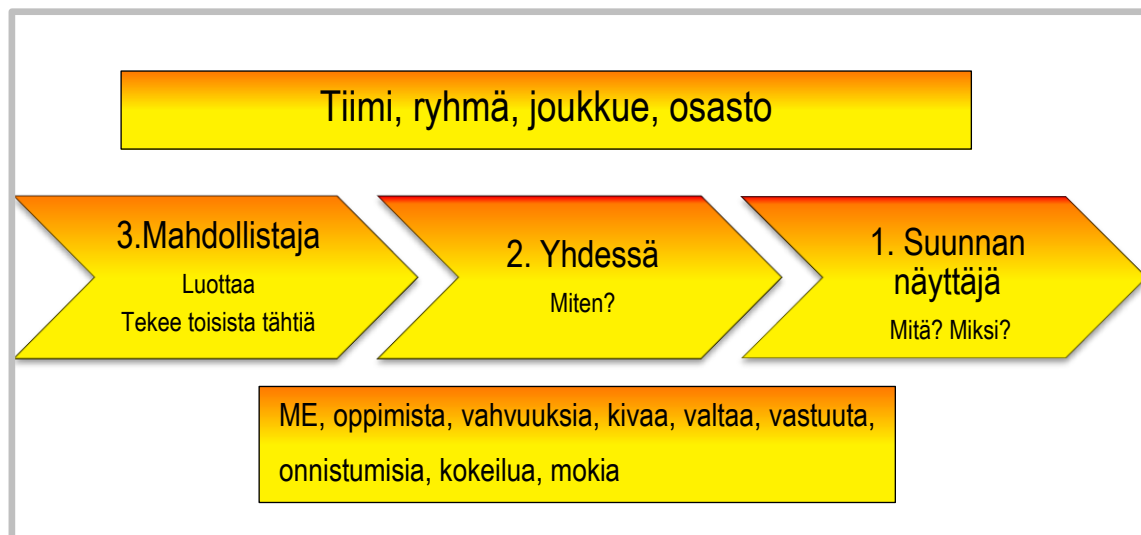 Tiimi, ryhmä, joukkue, osasto
3.Mahdollistaja
Luottaa
Tekee toisista tähtiä
2. Yhdessä
Miten?
1. Suunnan
näyttäjä
Mitä? Miksi?
ME, oppimista, vahvuuksia, kivaa, valtaa, vastuuta,
onnistumisia, kokeilua, mokia